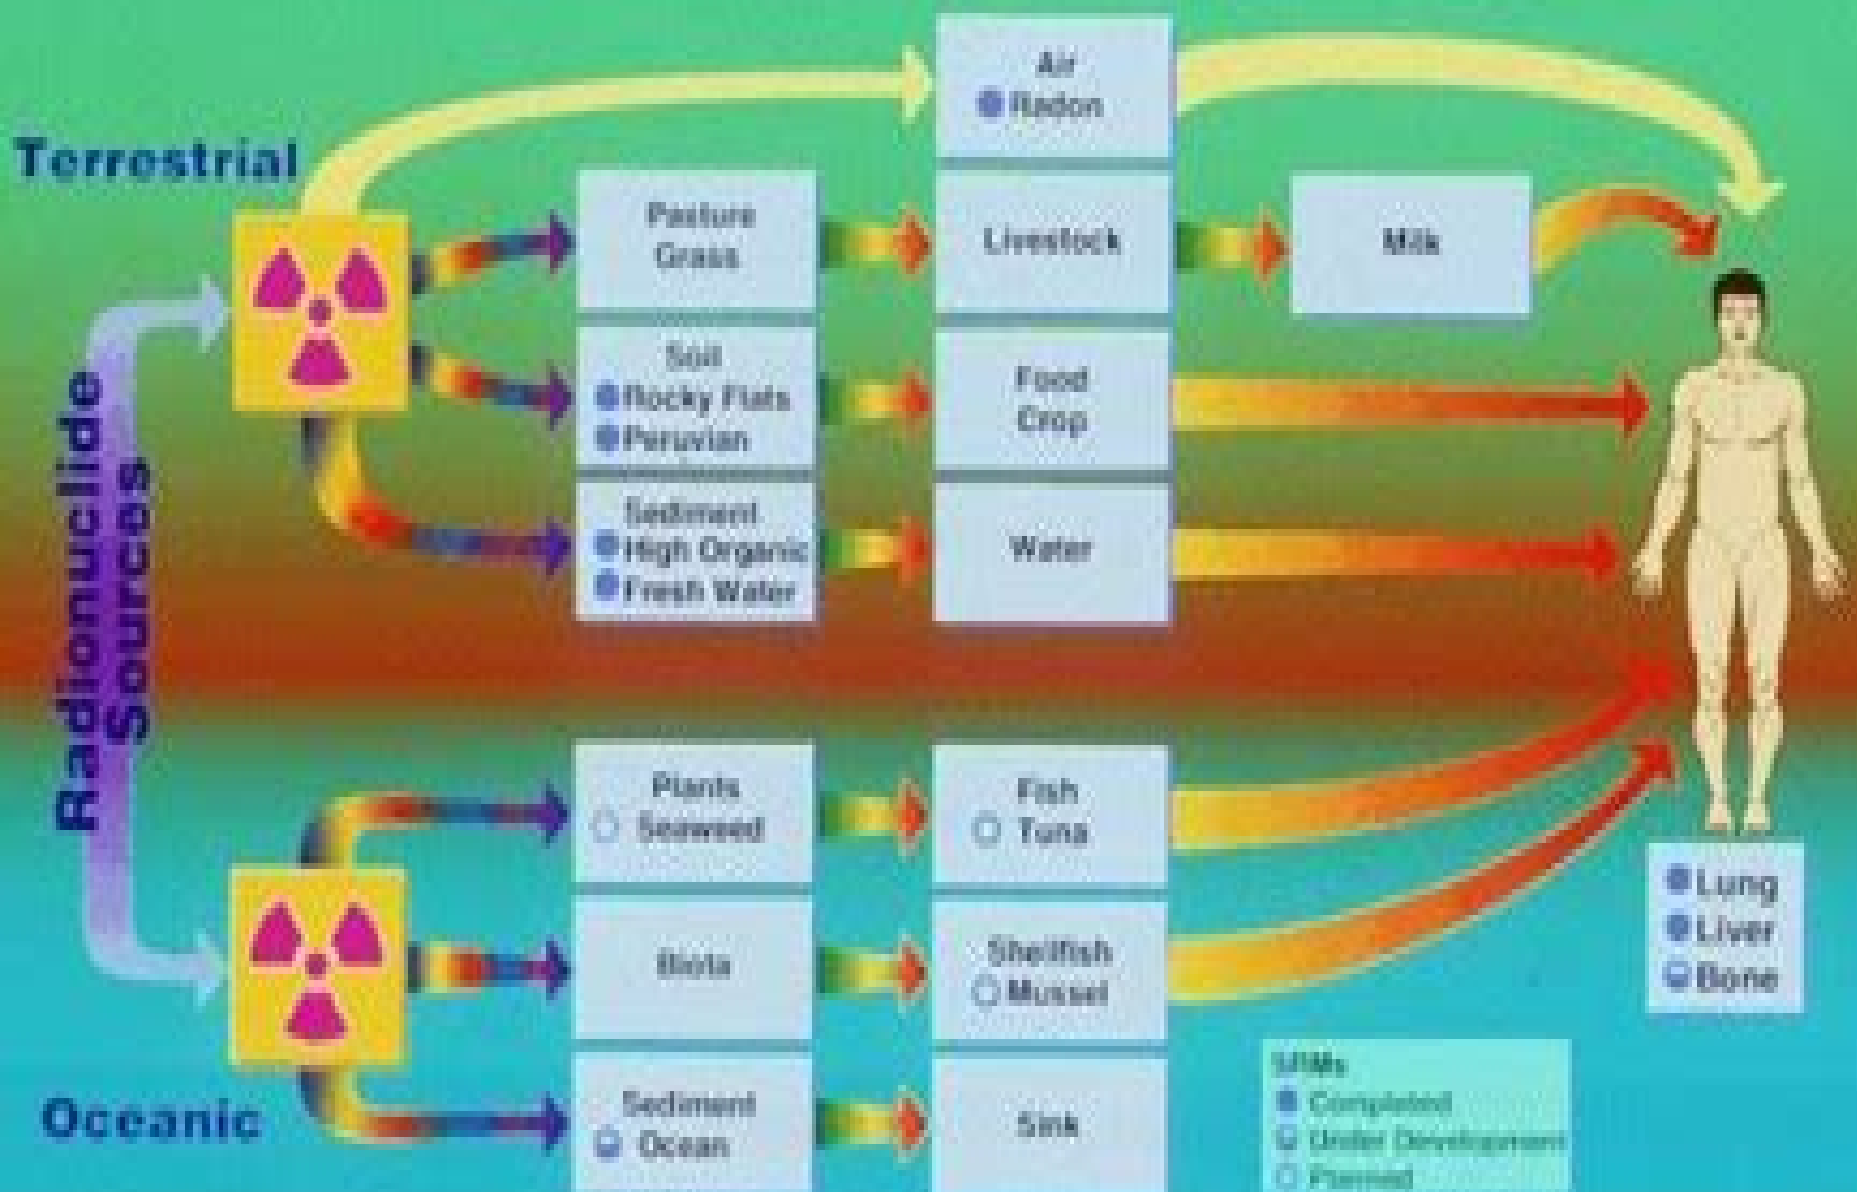 Terrestrial
Radionuclide
Sources
Oceanic
Air
Radon
Pasture
Grass
Livestock
Milk
Soil
Rocky Flats
Peruvian
Food
Crop
Sediment
High Organic
Fresh Water
Water
Plants
Seaweed
Fish
Tuna
Biota
Shellfish
Mussel
Sediment
Ocean
Sink
Lung
Liver
Bone
SRMs
Completed
Under Development
Planned